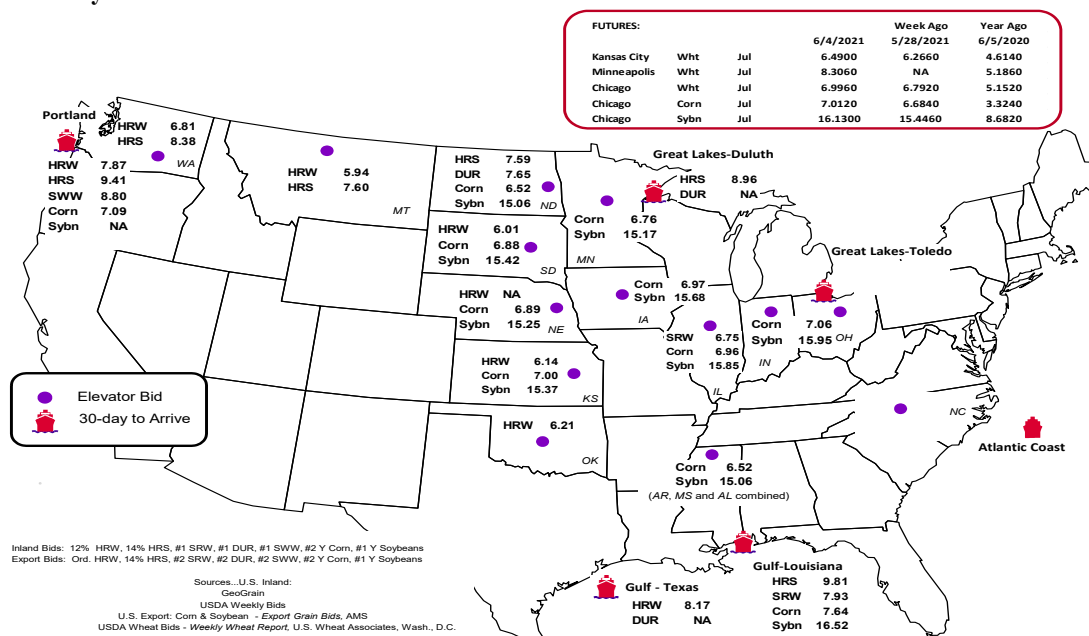 FUTURES:
Week Ago Year Ago
6/4/2021 5/28/2021 6/5/2020
Kansas City Wht Jul 6.4900 6.2660 4.6140
Minneapolis Wht Jul 8.3060 NA 5.1860
Chicago Wht Jul 6.9960 6.7920 5.1520
Chicago Corn Jul 7.0120 6.6840 3.3240
Chicago Sybn Jul 16.1300 15.4460 8.6820
Portland
HRW 7.87
HRS 9.41
SWW 8.80
Corn 7.09
Sybn NA
HRW 6.81
HRS 8.38
WA
HRW 5.94
HRS 7.60
MT
HRS 7.59
DUR 7.65
Corn 6.52
Sybn 15.06
ND
HRW 6.01
Corn 6.88
Sybn 15.42
SD
HRW NA
Corn 6.89
Sybn 15.25
NE
HRW 6.14
Corn 7.00
Sybn 15.37
KS
HRW 6.21
OK
Corn 6.76
Sybn 15.17
MN
Great Lakes-Duluth
HRS 8.96
DUR NA
Corn 6.97
Sybn 15.68
IA
SRW 6.75
Corn 6.96
Sybn 15.85
IL
Great Lakes-Toledo
Corn 7.06
Sybn 15.95
IN
OH
NC
Atlantic Coast
Corn 6.52
Sybn 15.06
(AR, MS and AL combined)
Elevator Bid
30-day to Arrive
Gulf - Texas
HRW 8.17
DUR NA
Gulf-Louisiana
HRS 9.81
SRW 7.93
Corn 7.64
Sybn 16.52
Inland Bids: 12% HRW, 14% HRS, #1 SRW, #1 DUR, #1 SWW, #2 Y Corn, #1 Y Soybeans
Export Bids: Ord. HRW, 14% HRS, #2 SRW, #2 DUR, #2 SWW, #2 Y Corn, #1 Y Soybeans
Sources...U.S. Inland:
GeoGrain
USDA Weekly Bids
U.S. Export: Corn & Soybean - Export Grain Bids, AMS
USDA Wheat Bids - Weekly Wheat Report, U.S. Wheat Associates, Wash., D.C.